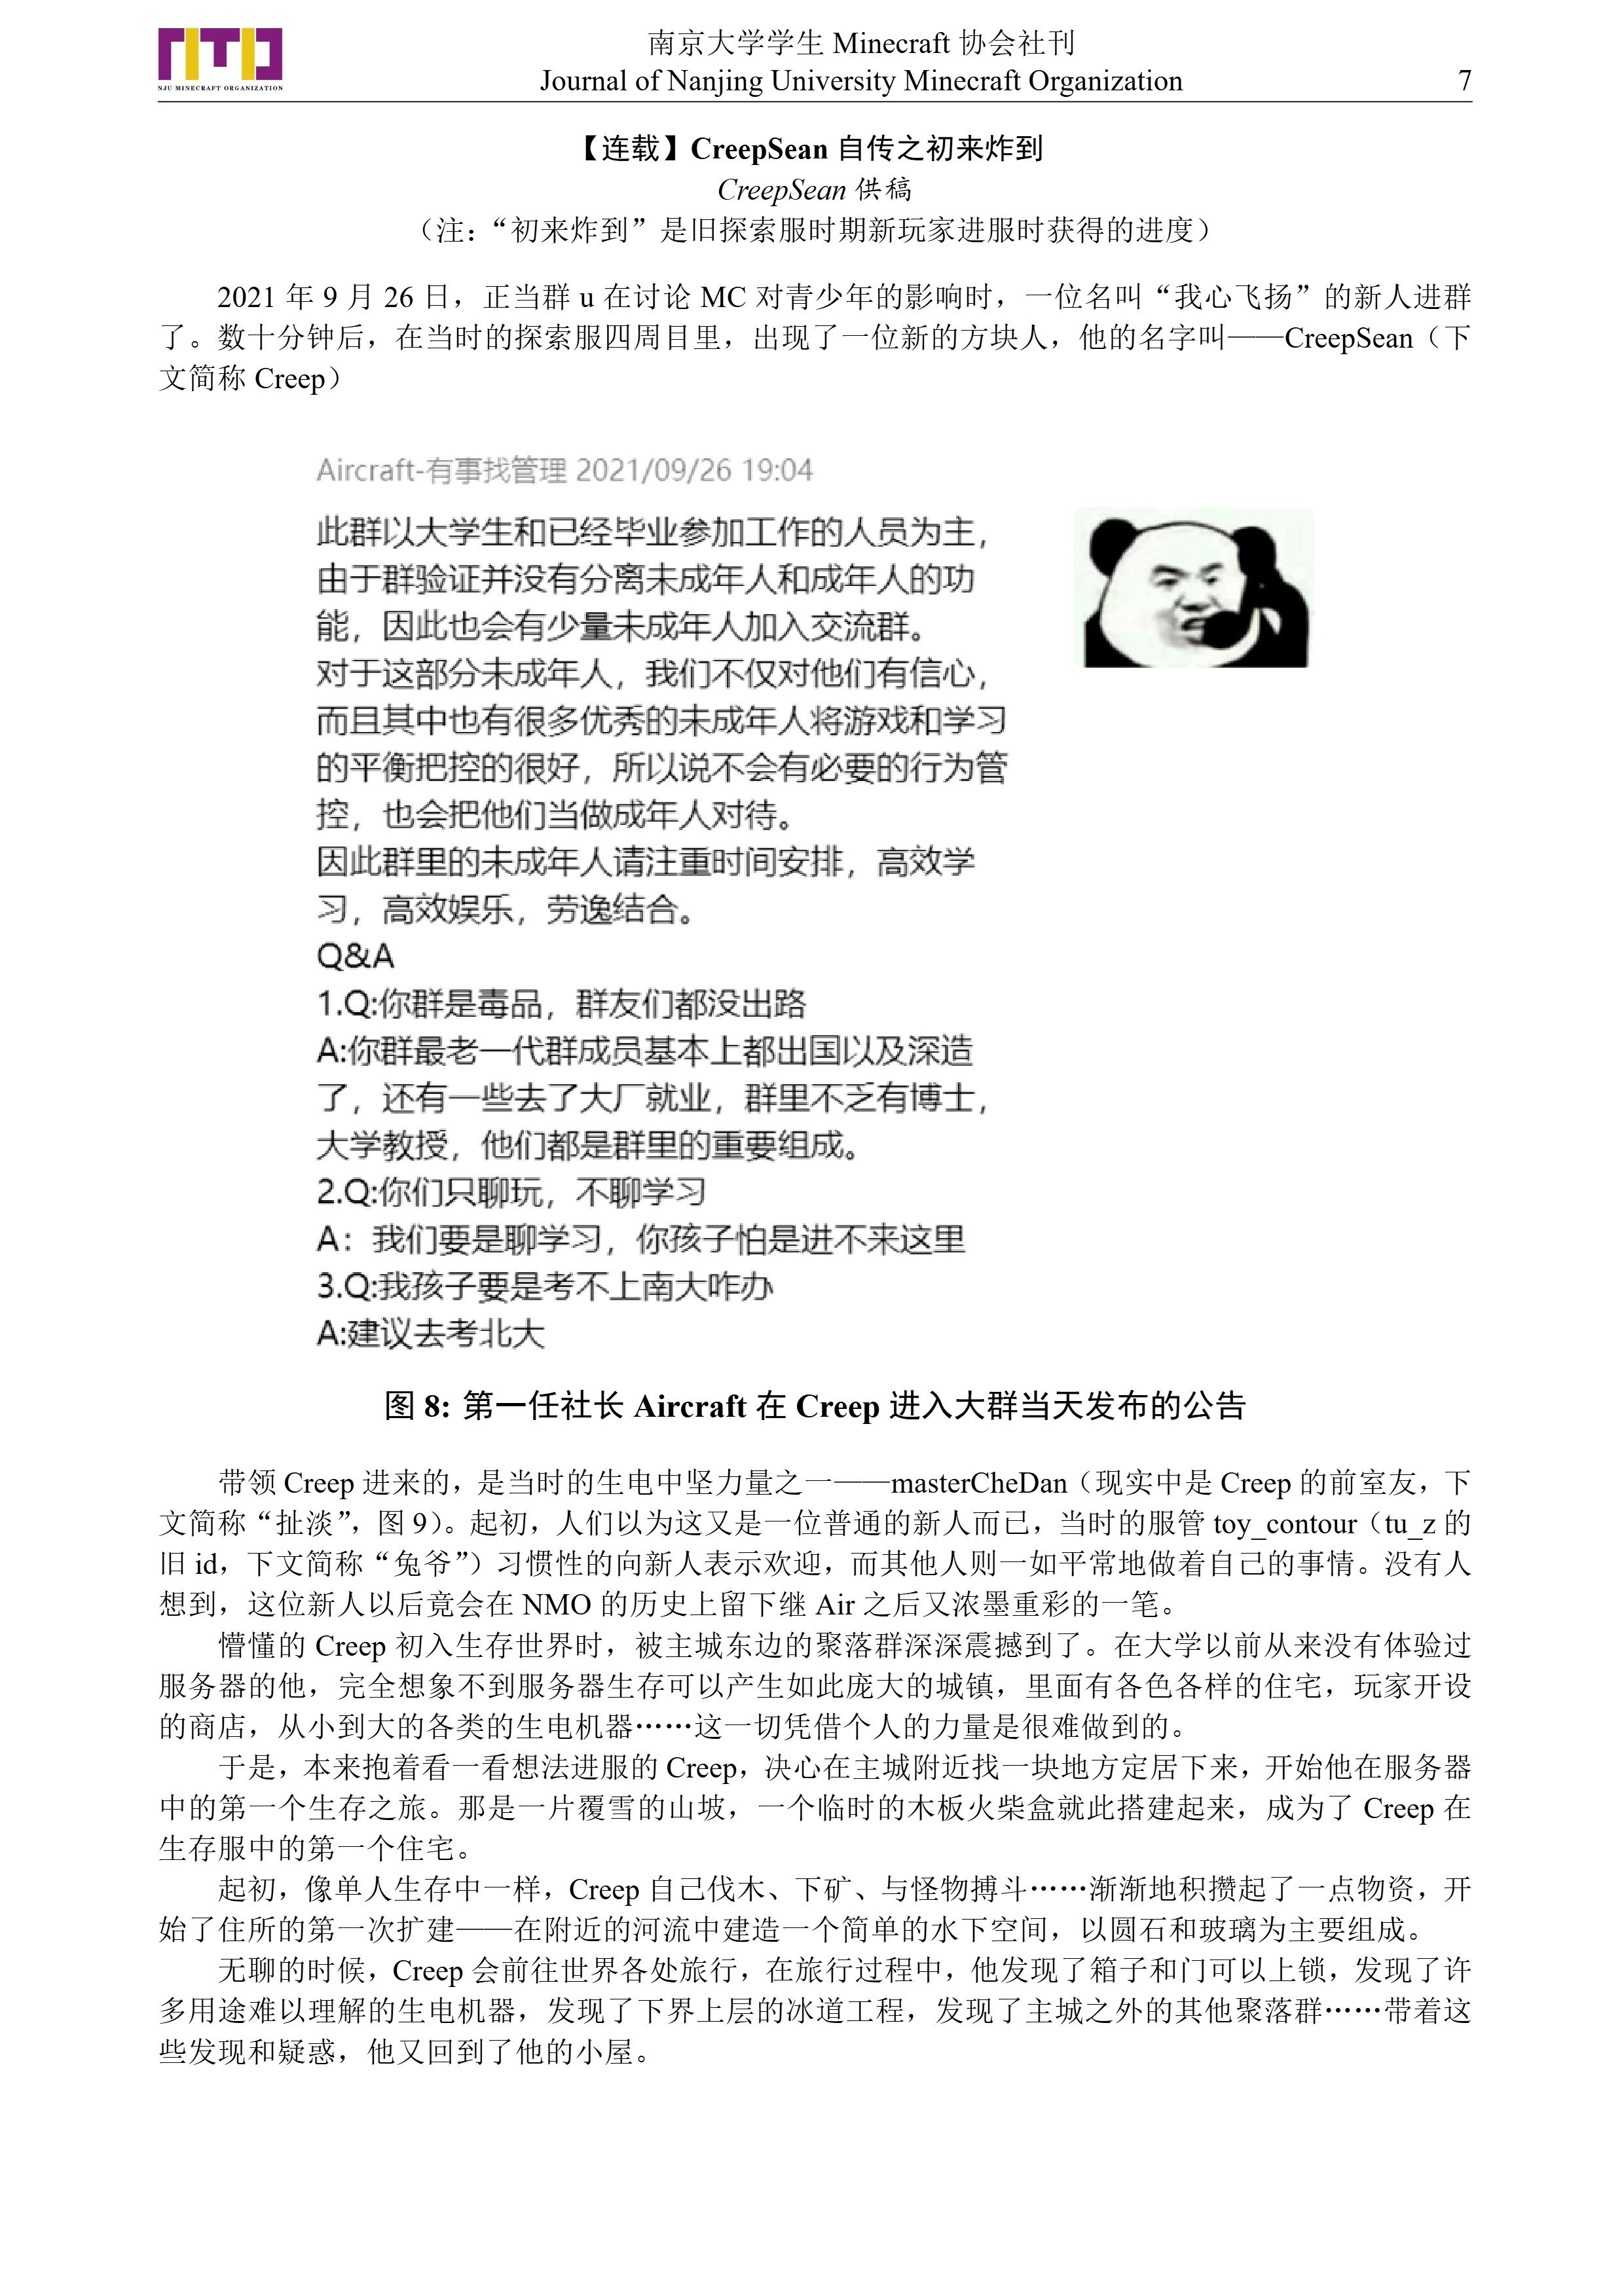 NJU MINECRAFT ORGANIZATION
南京大学学生 Minecraft 协会社刊
Journal of Nanjing University Minecraft Organization
7
【连载】CreepSean 自传之初来炸到
CreepSean 供稿
（注：“初来炸到”是旧探索服时期新玩家进服时获得的进度）
2021 年 9 月 26 日，正当群 u 在讨论 MC 对青少年的影响时，一位名叫“我心飞扬”的新人进群
了。数十分钟后，在当时的探索服四周目里，出现了一位新的方块人，他的名字叫——CreepSean（下
文简称 Creep）
Aircraft-有事找管理 2021/09/26 19:04
此群以大学生和已经毕业参加工作的人员为主，
由于群验证并没有分离未成年人和成年人的功
能，因此也会有少量未成年人加入交流群。
对于这部分未成年人，我们不仅对他们有信心，
而且其中也有很多优秀的未成年人将游戏和学习
的平衡把控的很好，所以说不会有必要的行为管
控，也会把他们当做成年人对待。
因此群里的未成年人请注重时间安排，高效学
习，高效娱乐，劳逸结合。
Q&A
1.Q:你群是毒品，群友们都没出路
A:你群最老一代群成员基本上都出国以及深造
了，还有一些去了大厂就业，群里不乏有博士，
大学教授，他们都是群里的重要组成。
2.Q:你们只聊玩，不聊学习
A：我们要是聊学习，你孩子怕是进不来这里
3.Q:我孩子要是考不上南大咋办
A:建议去考北大
图 8: 第一任社长 Aircraft 在 Creep 进入大群当天发布的公告
带领 Creep 进来的，是当时的生电中坚力量之一——masterCheDan（现实中是 Creep 的前室友，下
文简称“扯淡”，图 9）。起初，人们以为这又是一位普通的新人而已，当时的服管 toy_contour（tu_z 的
旧 id，下文简称“兔爷”）习惯性的向新人表示欢迎，而其他人则一如平常地做着自己的事情。没有人
想到，这位新人以后竟会在 NMO 的历史上留下继 Air 之后又浓墨重彩的一笔。
懵懂的 Creep 初入生存世界时，被主城东边的聚落群深深震撼到了。在大学以前从来没有体验过
服务器的他，完全想象不到服务器生存可以产生如此庞大的城镇，里面有各色各样的住宅，玩家开设
的商店，从小到大的各类的生电机器……这一切凭借个人的力量是很难做到的。
于是，本来抱着看一看想法进服的 Creep，决心在主城附近找一块地方定居下来，开始他在服务器
中的第一个生存之旅。那是一片覆雪的山坡，一个临时的木板火柴盒就此搭建起来，成为了 Creep 在
生存服中的第一个住宅。
起初，像单人生存中一样，Creep 自己伐木、下矿、与怪物搏斗……渐渐地积攒起了一点物资，开
始了住所的第一次扩建——在附近的河流中建造一个简单的水下空间，以圆石和玻璃为主要组成。
无聊的时候，Creep 会前往世界各处旅行，在旅行过程中，他发现了箱子和门可以上锁，发现了许
多用途难以理解的生电机器，发现了下界上层的冰道工程，发现了主城之外的其他聚落群……带着这
些发现和疑惑，他又回到了他的小屋。